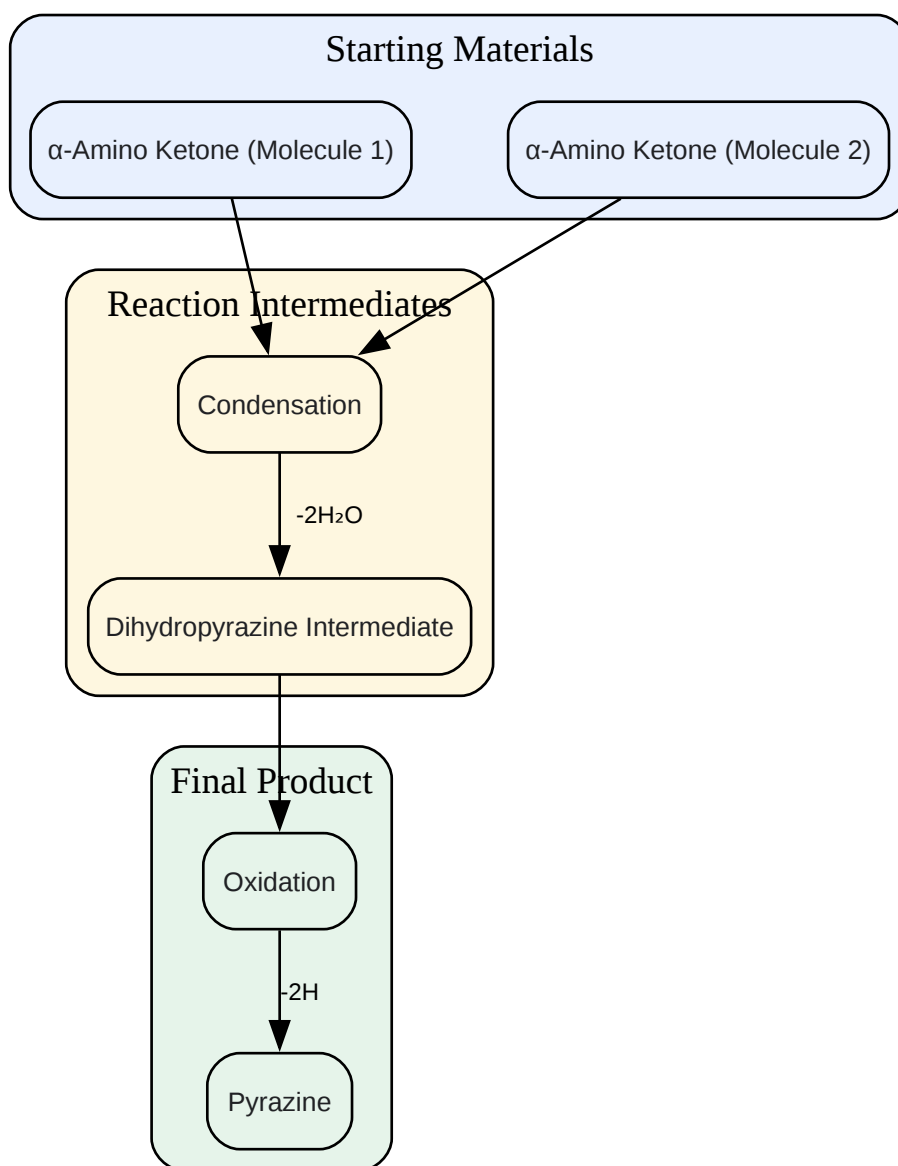 Starting Materials
α-Amino Ketone (Molecule 1)
α-Amino Ketone (Molecule 2)
Reaction Intermediates
Condensation
-2H₂O
Dihydropyrazine Intermediate
Final Product
Oxidation
-2H
Pyrazine